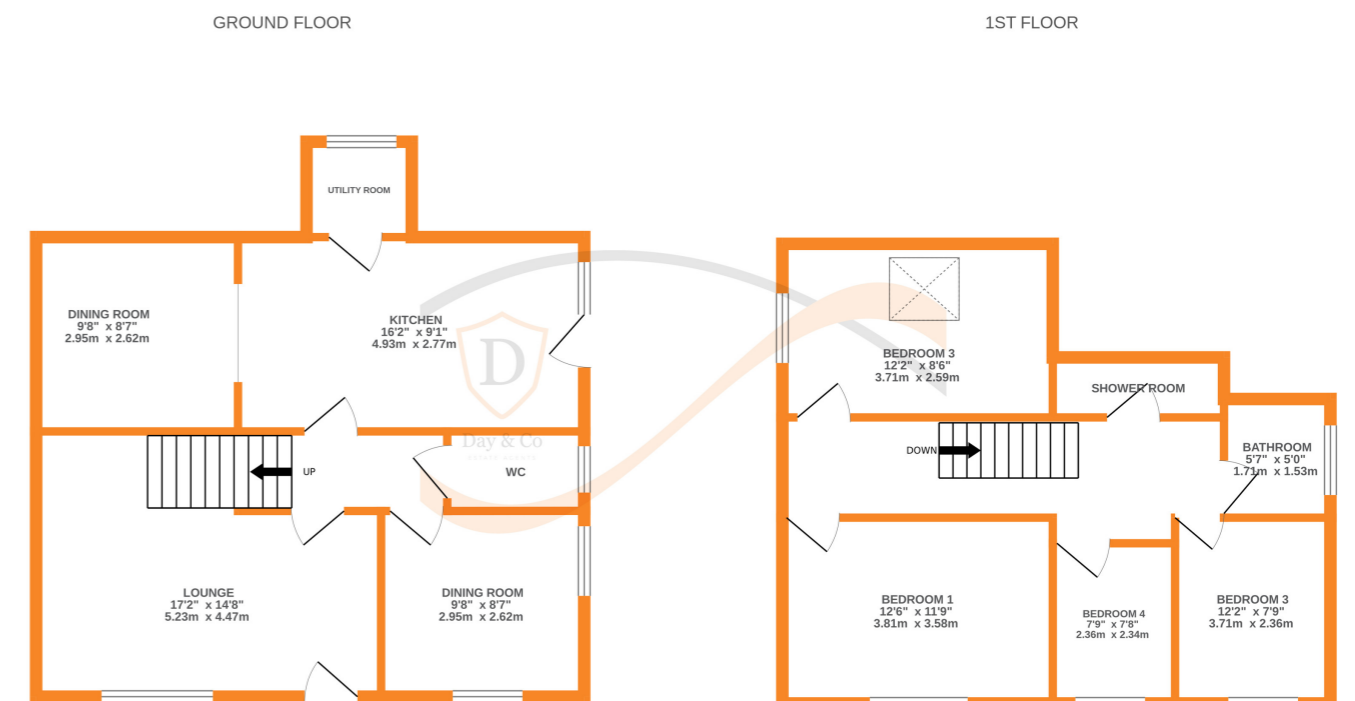 GROUND FLOOR
1ST FLOOR
UTILITY ROOM
DINING ROOM
9'8" x 8'7"
2.95m x 2.62m
KITCHEN
16'2" x 9'1"
4.93m x 2.77m
D
Day & Co
ESTATE AGENTS
UP
WC
LOUNGE
17'2" x 14'8"
5.23m x 4.47m
DINING ROOM
9'8" x 8'7"
2.95m x 2.62m
BEDROOM 3
12'2" x 8'6"
3.71m x 2.59m
SHOWER ROOM
DOWN
BATHROOM
5'7" x 5'0"
1.71m x 1.53m
BEDROOM 1
12'6" x 11'9"
3.81m x 3.58m
BEDROOM 4
7'9" x 7'8"
2.36m x 2.34m
BEDROOM 3
12'2" x 7'9"
3.71m x 2.36m